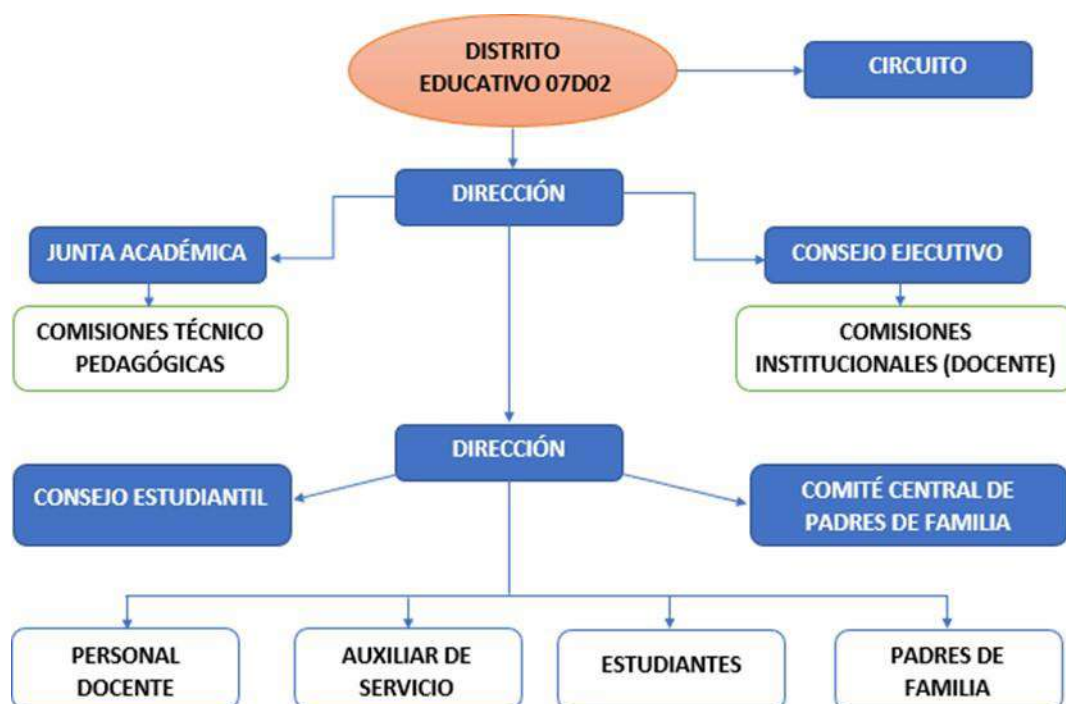 DISTRITO
EDUCATIVO 07D02
CIRCUITO
DIRECCIÓN
JUNTA ACADÉMICA
CONSEJO EJECUTIVO
COMISIONES TÉCNICO
PEDAGÓGICAS
COMISIONES
INSTITUCIONALES (DOCENTE)
DIRECCIÓN
CONSEJO ESTUDIANTIL
COMITÉ CENTRAL DE
PADRES DE FAMILIA
PERSONAL
DOCENTE
AUXILIAR DE
SERVICIO
ESTUDIANTES
PADRES DE
FAMILIA